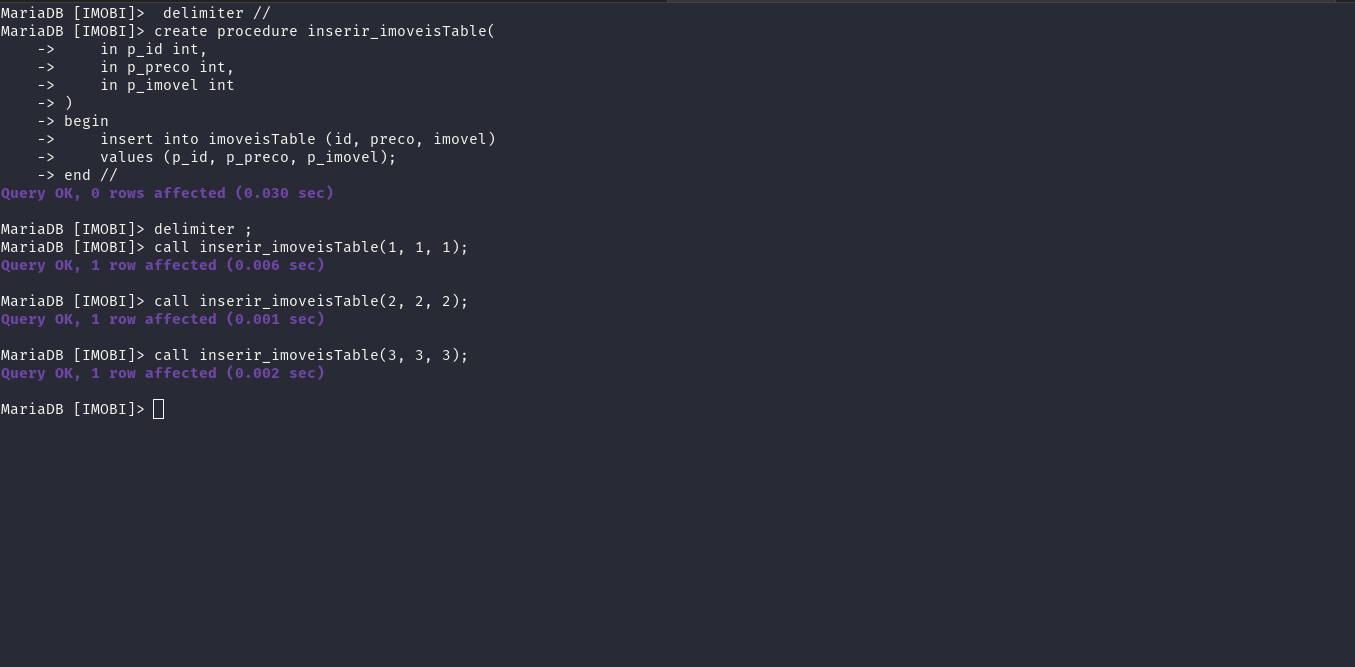 MariaDB [IMOBI]>  delimiter //
MariaDB [IMOBI]> create procedure inserir_imoveisTable(
    ->     in p_id int,
    ->     in p_preco int,
    ->     in p_imovel int
    -> )
    -> begin
    ->     insert into imoveisTable (id, preco, imovel)
    ->     values (p_id, p_preco, p_imovel);
    -> end //
Query OK, 0 rows affected (0.030 sec)
MariaDB [IMOBI]> delimiter ;
MariaDB [IMOBI]> call inserir_imoveisTable(1, 1, 1);
Query OK, 1 row affected (0.006 sec)
MariaDB [IMOBI]> call inserir_imoveisTable(2, 2, 2);
Query OK, 1 row affected (0.001 sec)
MariaDB [IMOBI]> call inserir_imoveisTable(3, 3, 3);
Query OK, 1 row affected (0.002 sec)
MariaDB [IMOBI]>